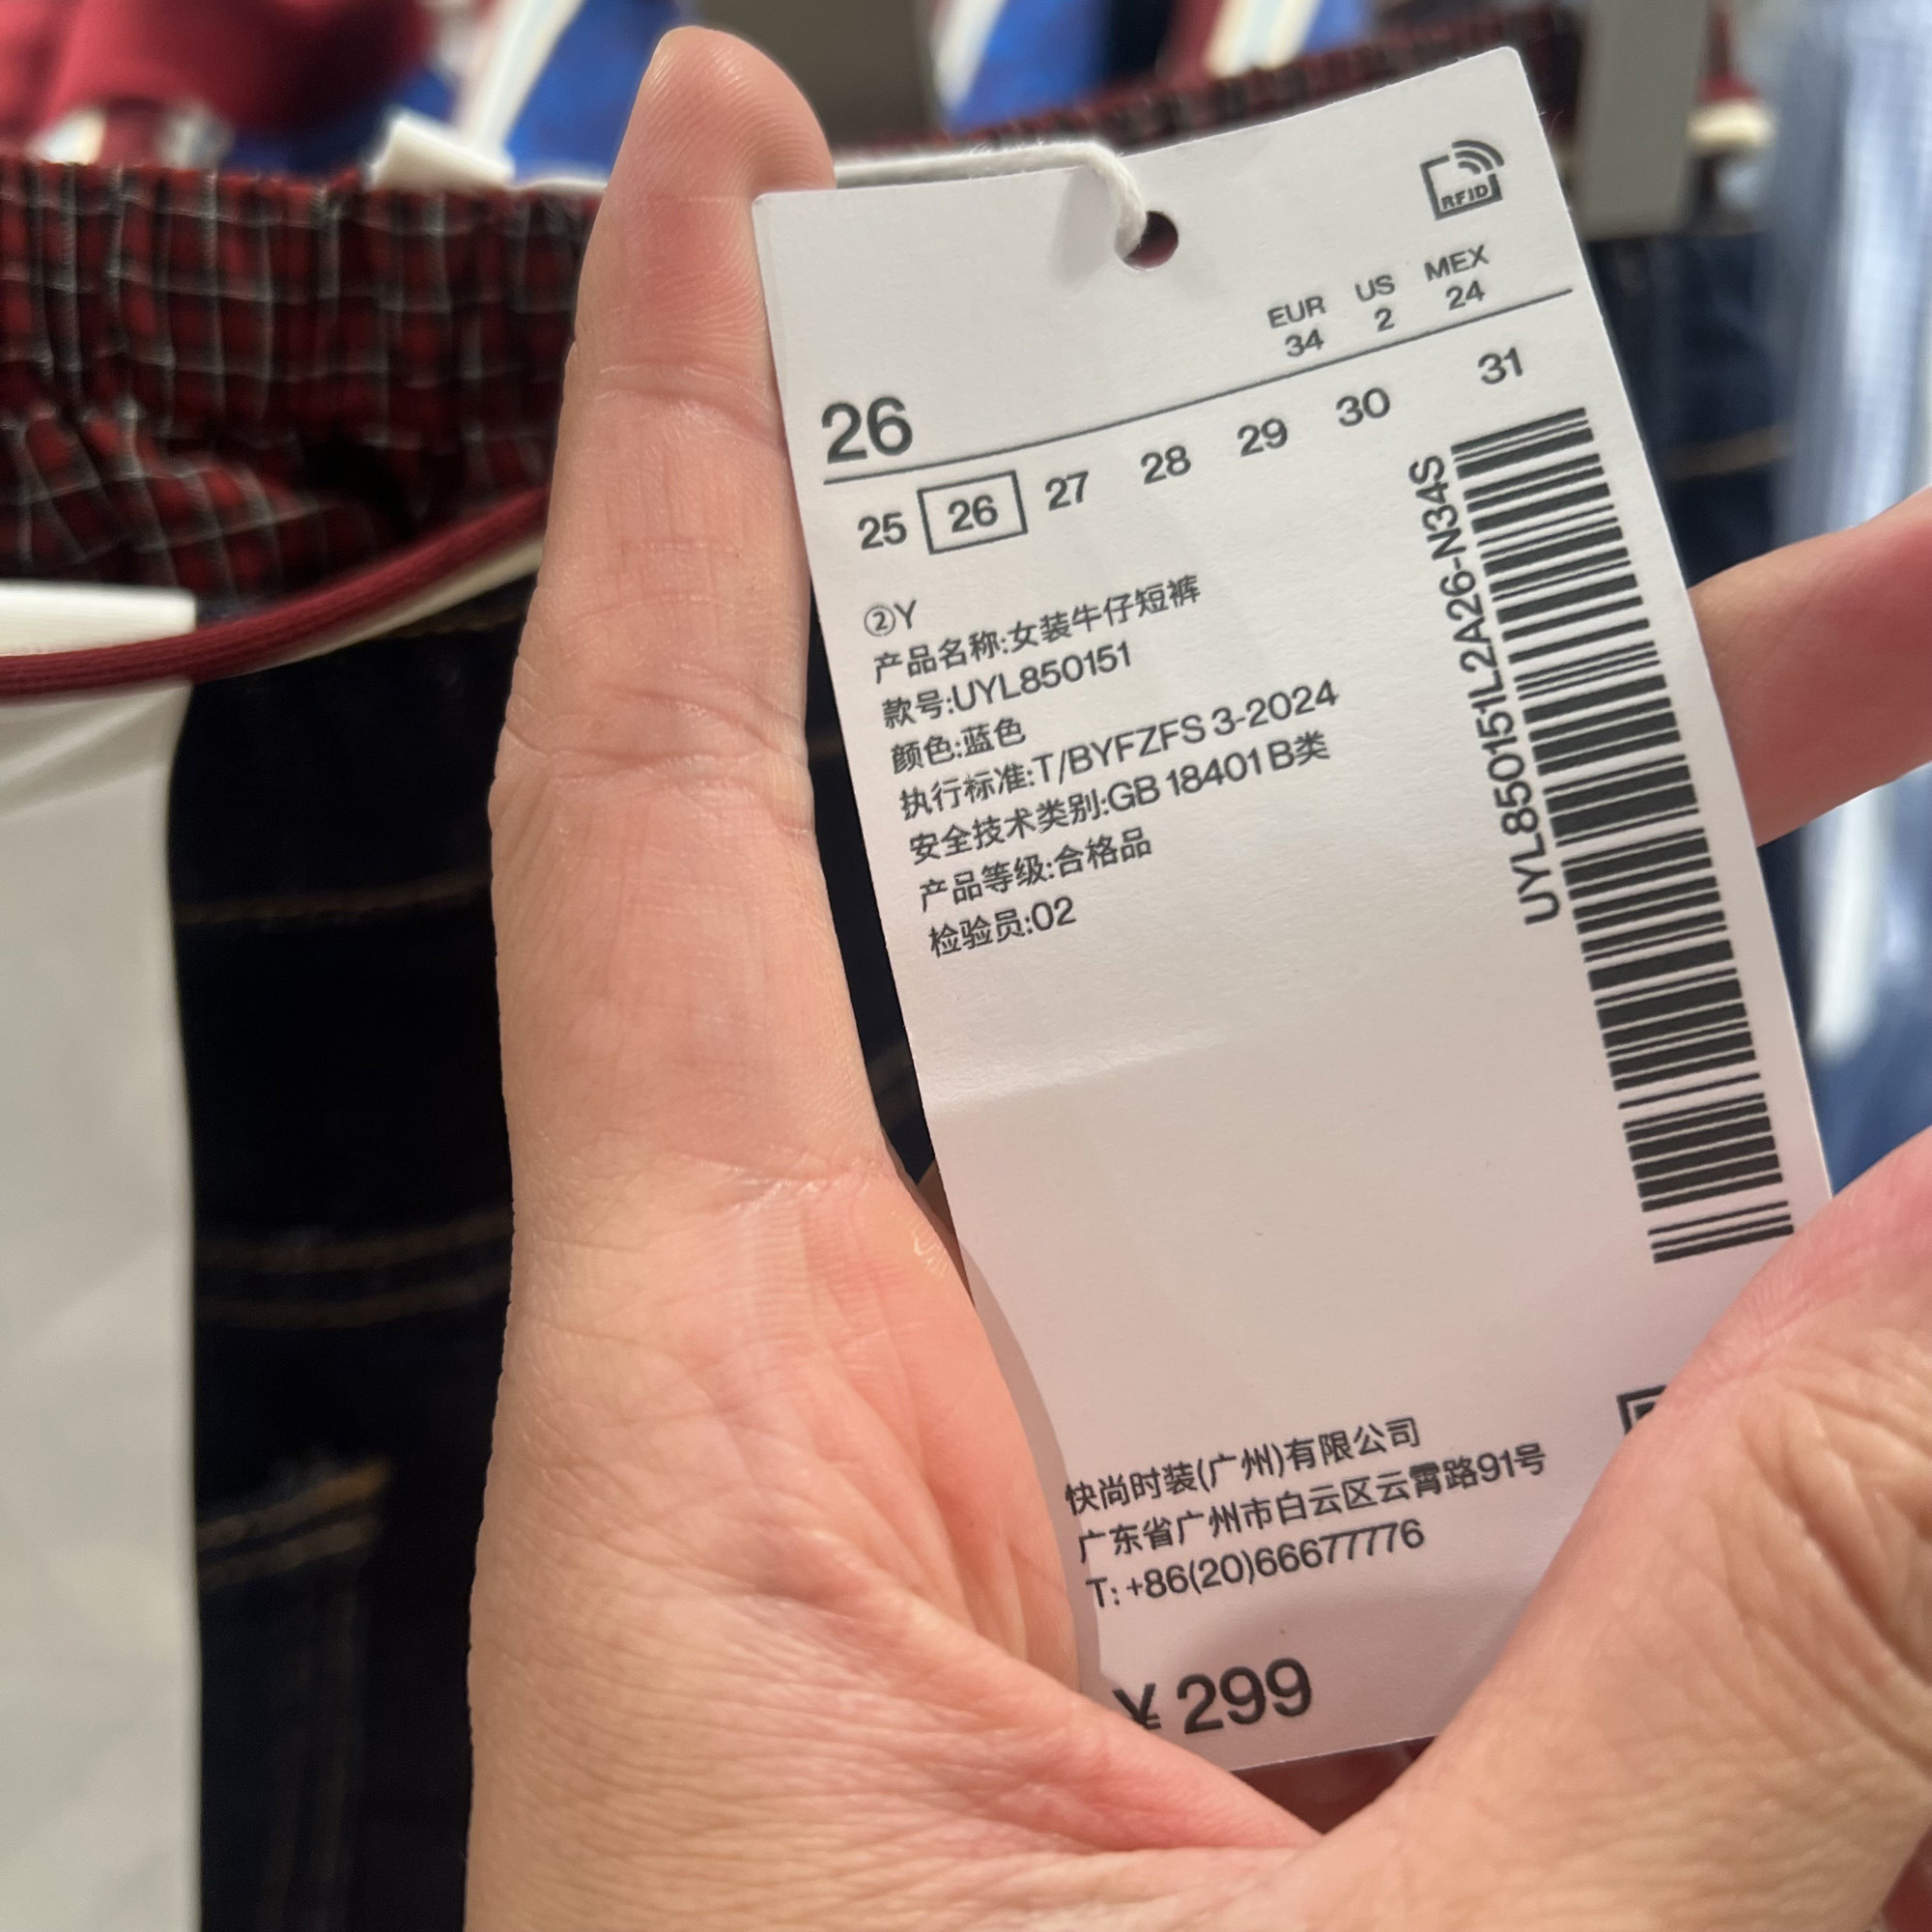 RFID
EUR US MEX
34 2 24
26
25 26 27 28 29 30 31
②Y
产品名称:女装牛仔短裤
款号:UYL850151
颜色:蓝色
执行标准:T/BYFZFS 3-2024
安全技术类别:GB 18401 B类
产品等级:合格品
检验员:02
UYL850151L2A26-N34S
快尚时装(广州)有限公司
广东省广州市白云区云霄路91号
T: +86(20)66677776
¥ 299